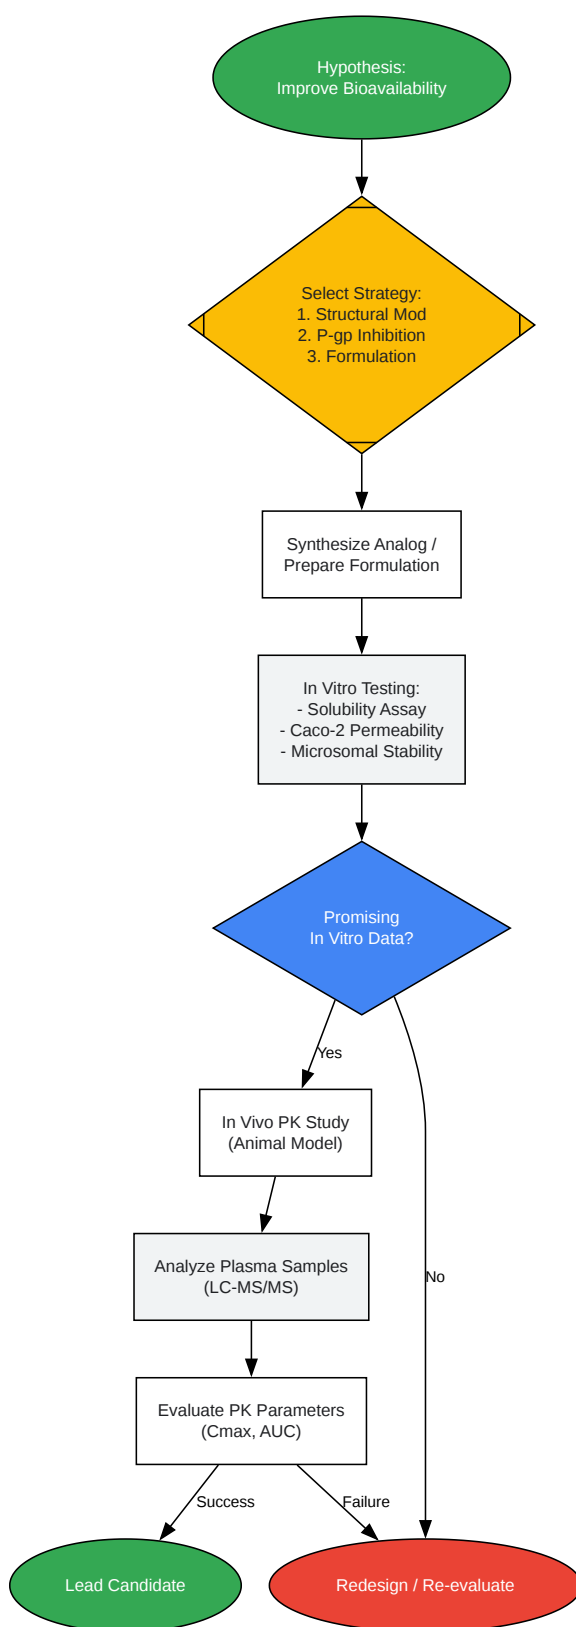 Hypothesis:
Improve Bioavailability
Select Strategy:
1. Structural Mod
2. P-gp Inhibition
3. Formulation
Synthesize Analog /
Prepare Formulation
In Vitro Testing:
- Solubility Assay
- Caco-2 Permeability
- Microsomal Stability
Promising
In Vitro Data?
Yes
In Vivo PK Study
(Animal Model)
Analyze Plasma Samples
(LC-MS/MS)
No
Evaluate PK Parameters
(Cmax, AUC)
Success
Failure
Lead Candidate
Redesign / Re-evaluate